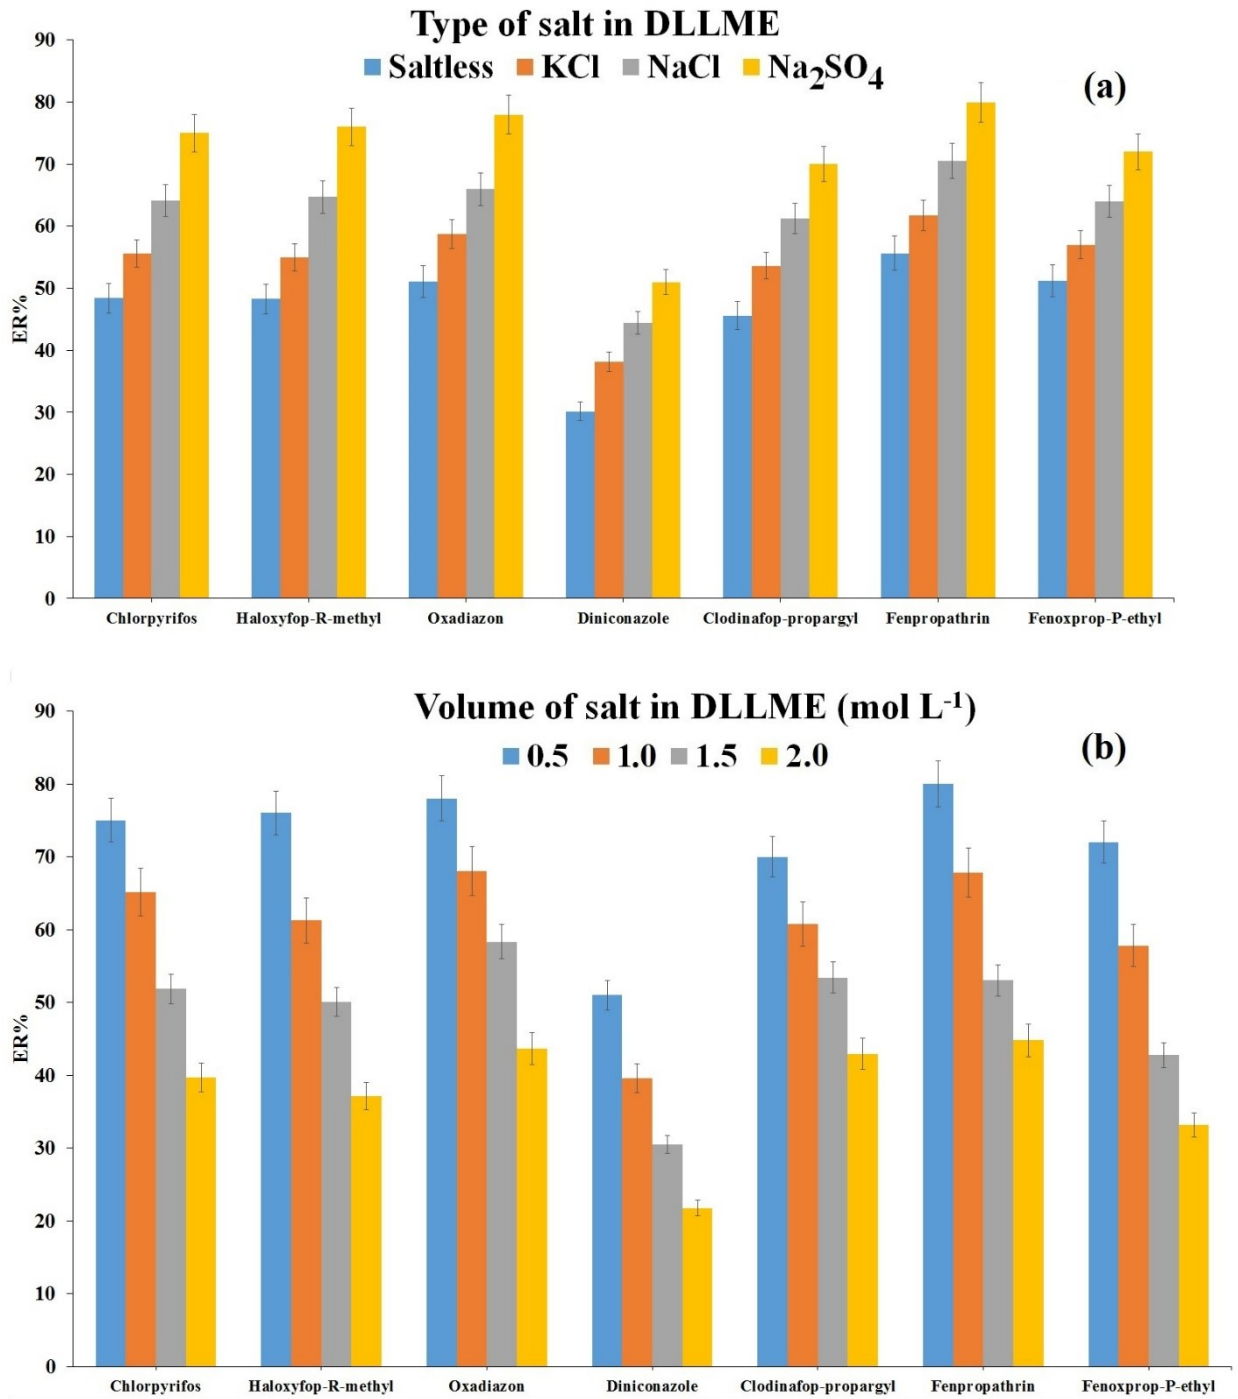 Type of salt in DLLME
Saltless KCl NaCl Na2SO4
(a)
90
80
70
60
50
40
30
20
10
0
ER%
Chlorpyrifos Haloxyfop-R-methyl Oxadiazon Diniconazole Clodinafop-propargyl Fenpropathrin Fenoxprop-P-ethyl
Volume of salt in DLLME (mol L-1)
0.5 1.0 1.5 2.0
(b)
90
80
70
60
50
40
30
20
10
0
ER%
Chlorpyrifos Haloxyfop-R-methyl Oxadiazon Diniconazole Clodinafop-propargyl Fenpropathrin Fenoxprop-P-ethyl